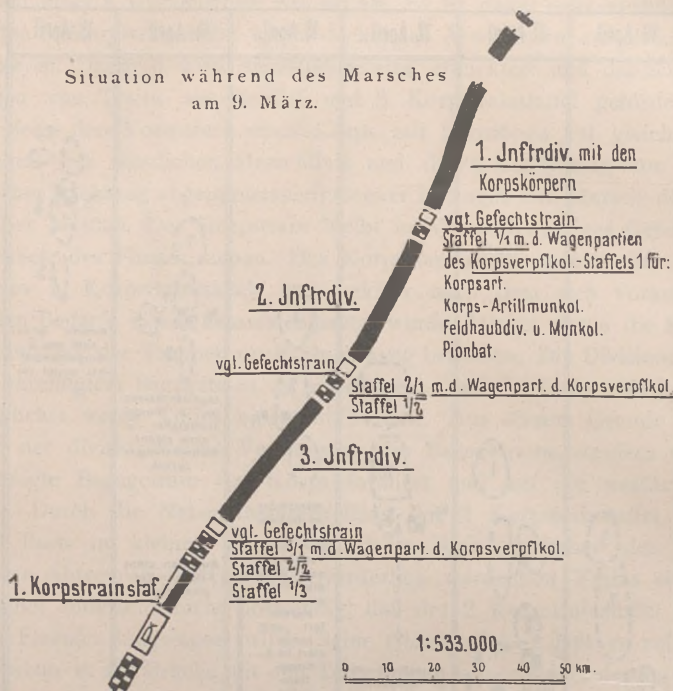 Situation während des Marsches
am 9. März.
1. Jnftrdiv. mit den
Korpskörpern
vgt. Gefechtstrain
Staffel 1/1 m. d. Wagenpartien
des Korpsverpflkol.-Staffels 1 für:
Korpsart.
Korps-Artillmunkol.
Feldhaubdiv. u. Munkol.
Pionbat.
2. Jnftrdiv.
vgt. Gefechtstrain
Staffel 2/1 m. d. Wagenpart. d. Korpsverpflkol.
Staffel 1/2
3. Jnftrdiv.
vgt. Gefechtstrain
Staffel 3/1 m. d. Wagenpart. d. Korpsverpflkol.
Staffel 2/2
Staffel 1/3
1. Korpstrainstaf.
1:533.000.
0 10 20 30 40 50 Km.